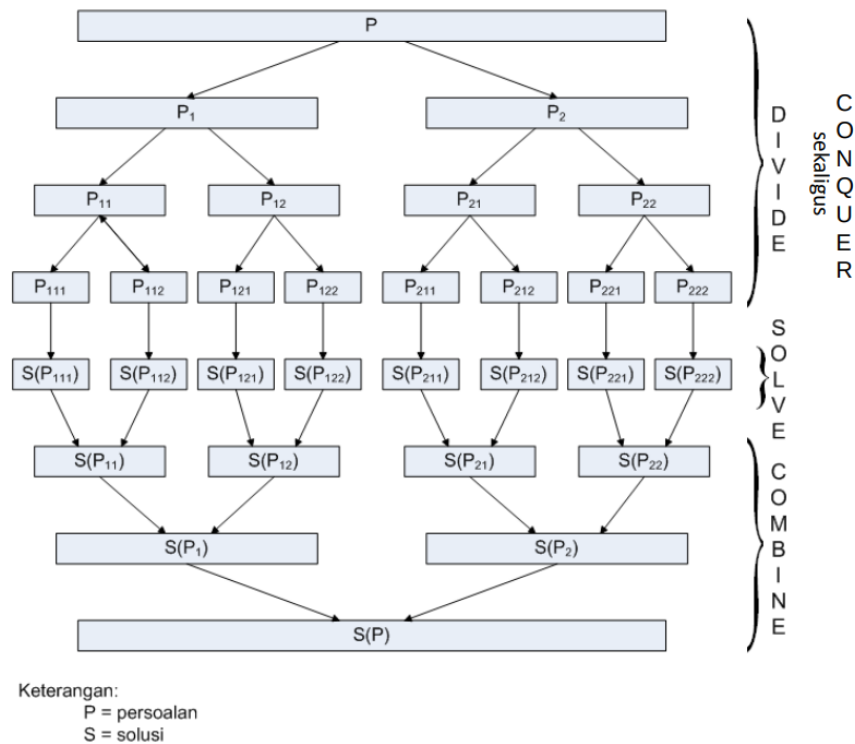 P
P₁ P₂
P₁₁ P₁₂ P₂₁ P₂₂
P₁₁₁ P₁₁₂ P₁₂₁ P₁₂₂ P₂₁₁ P₂₁₂ P₂₂₁ P₂₂₂
S(P₁₁₁) S(P₁₁₂) S(P₁₂₁) S(P₁₂₂) S(P₂₁₁) S(P₂₁₂) S(P₂₂₁) S(P₂₂₂)
S(P₁₁) S(P₁₂) S(P₂₁) S(P₂₂)
S(P₁) S(P₂)
S(P)
DIVIDE
sekaligus
CONQUER
SOLVE
COMBINE
Keterangan:
P = persoalan
S = solusi